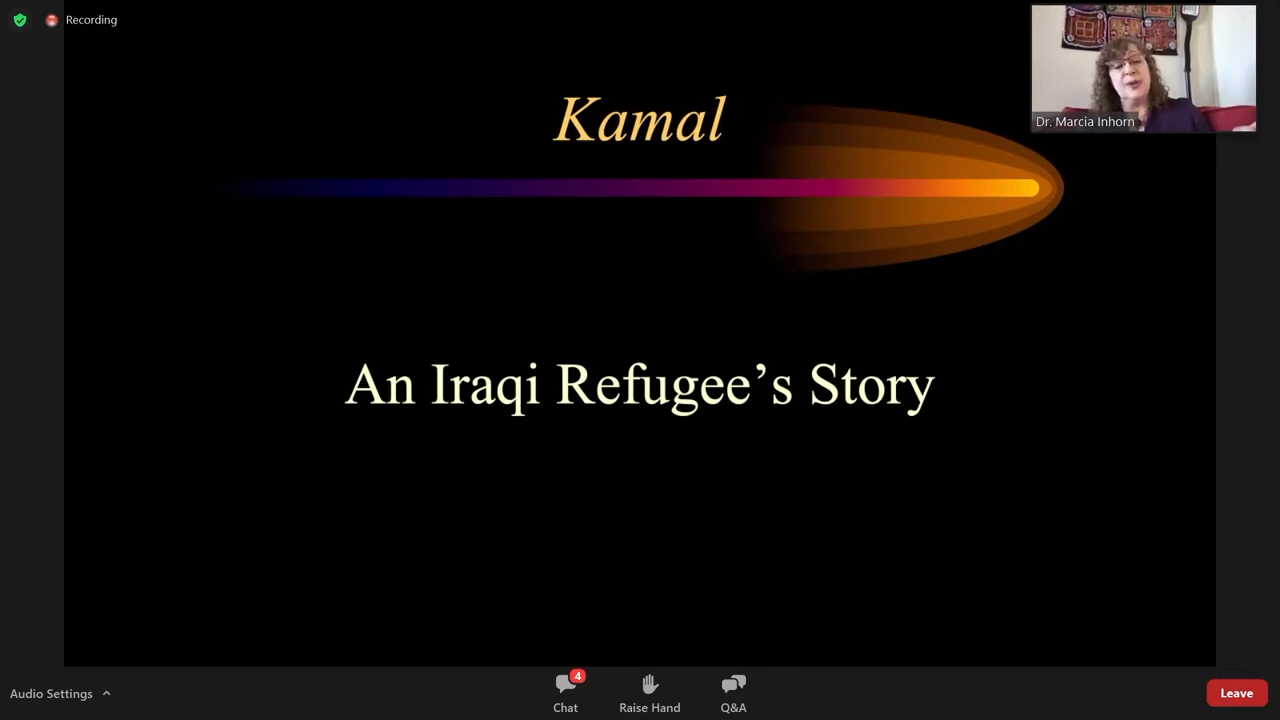 Recording
Dr. Marcia Inhorn
Kamal
An Iraqi Refugee’s Story
Audio Settings
4
Chat
Raise Hand
Q&A
Leave